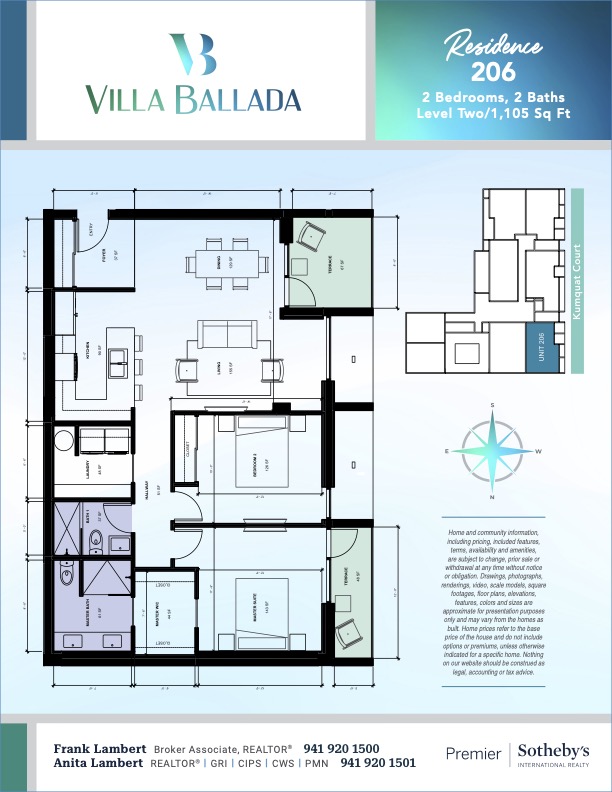 VILLA BALLADA
Residence
206
2 Bedrooms, 2 Baths
Level Two/1,105 Sq Ft
ENTRY
FOYER
DINING
TERRACE
KITCHEN
LIVING
CLOSET
LAUNDRY
BEDROOM 2
HALLWAY
BATH 1
MASTER BATH
MASTER WIC
CLOSET
CLOSET
MASTER SUITE
TERRACE
Kumquat Court
UNIT 206
S
E
W
N
Home and community information,
including pricing, included features,
terms, availability and amenities,
are subject to change, prior sale or
withdrawal at any time without notice
or obligation. Drawings, photographs,
renderings, video, scale models, square
footages, floor plans, elevations,
features, colors and sizes are
approximate for presentation purposes
only and may vary from the homes as
built. Home prices refer to the base
price of the house and do not include
options or premiums, unless otherwise
indicated for a specific home. Nothing
on our website should be construed as
legal, accounting or tax advice.
Frank Lambert Broker Associate, REALTOR® 941 920 1500
Anita Lambert REALTOR® | GRI | CIPS | CWS | PMN 941 920 1501
Premier | Sotheby's
INTERNATIONAL REALTY